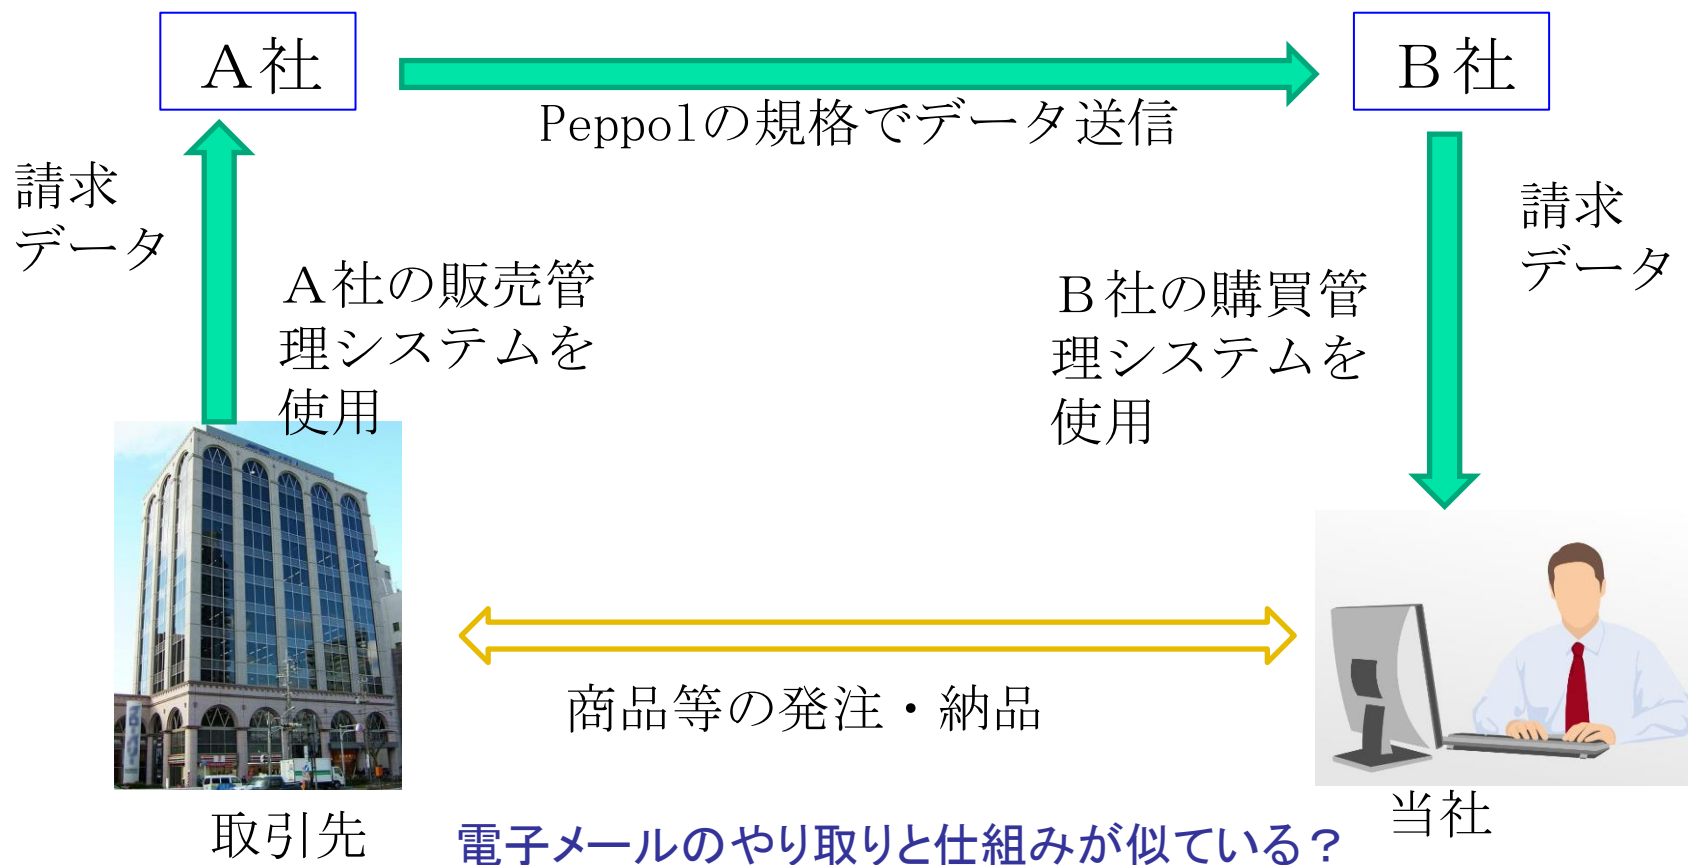 A社
B社
Peppolの規格でデータ送信
請求
データ
A社の販売管
理システムを
使用
B社の購買管
理システムを
使用
請求
データ
商品等の発注・納品
取引先
当社
電子メールのやり取りと仕組みが似ている？